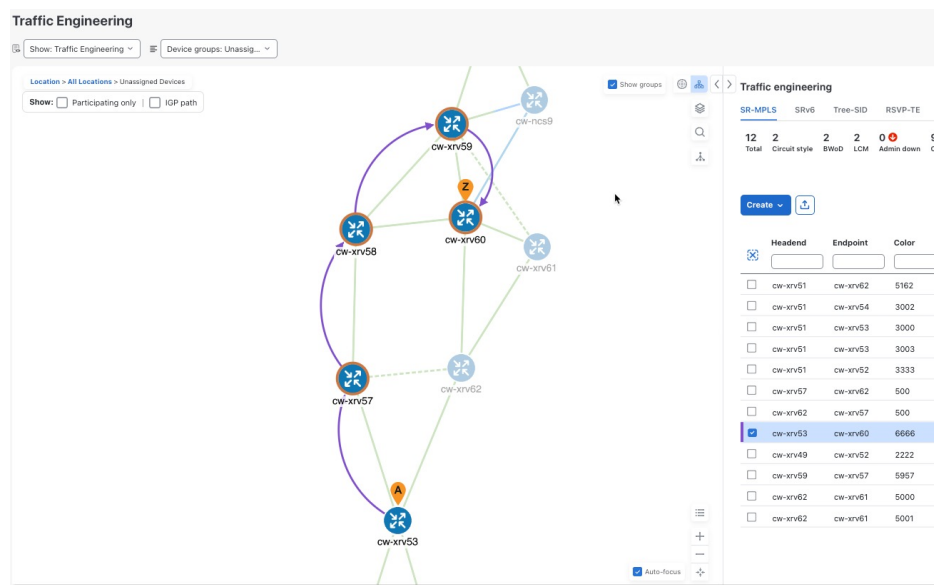 Traffic Engineering
Show: Traffic Engineering
Device groups: Unassig...
Location > All Locations > Unassigned Devices
Show: Participating only | IGP path
Show groups
cw-ncs9
cw-xrv59
Z
cw-xrv60
cw-xrv58
cw-xrv61
cw-xrv62
cw-xrv57
A
cw-xrv53
Auto-focus
Traffic engineering
SR-MPLS SRv6 Tree-SID RSVP-TE
12 2 2 2 0
Total Circuit style BWoD LCM Admin down
Create
Headend Endpoint Color
cw-xrv51 cw-xrv62 5162
cw-xrv51 cw-xrv54 3002
cw-xrv51 cw-xrv53 3000
cw-xrv51 cw-xrv53 3003
cw-xrv51 cw-xrv52 3333
cw-xrv57 cw-xrv62 500
cw-xrv62 cw-xrv57 500
cw-xrv53 cw-xrv60 6666
cw-xrv49 cw-xrv52 2222
cw-xrv59 cw-xrv57 5957
cw-xrv62 cw-xrv61 5000
cw-xrv62 cw-xrv61 5001